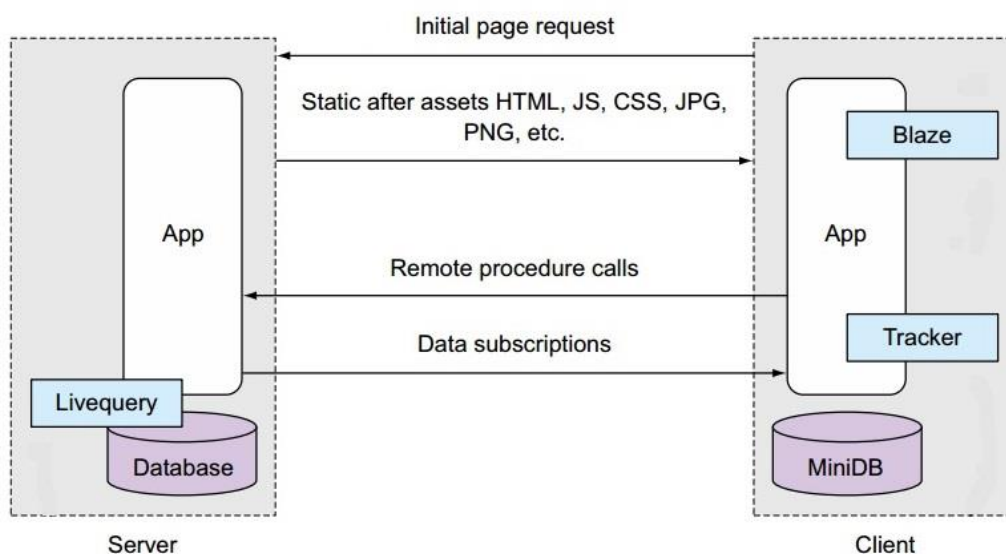 Initial page request
Static after assets HTML, JS, CSS, JPG,
PNG, etc.
Blaze
App
App
Remote procedure calls
Tracker
Data subscriptions
Livequery
Database
MiniDB
Server
Client